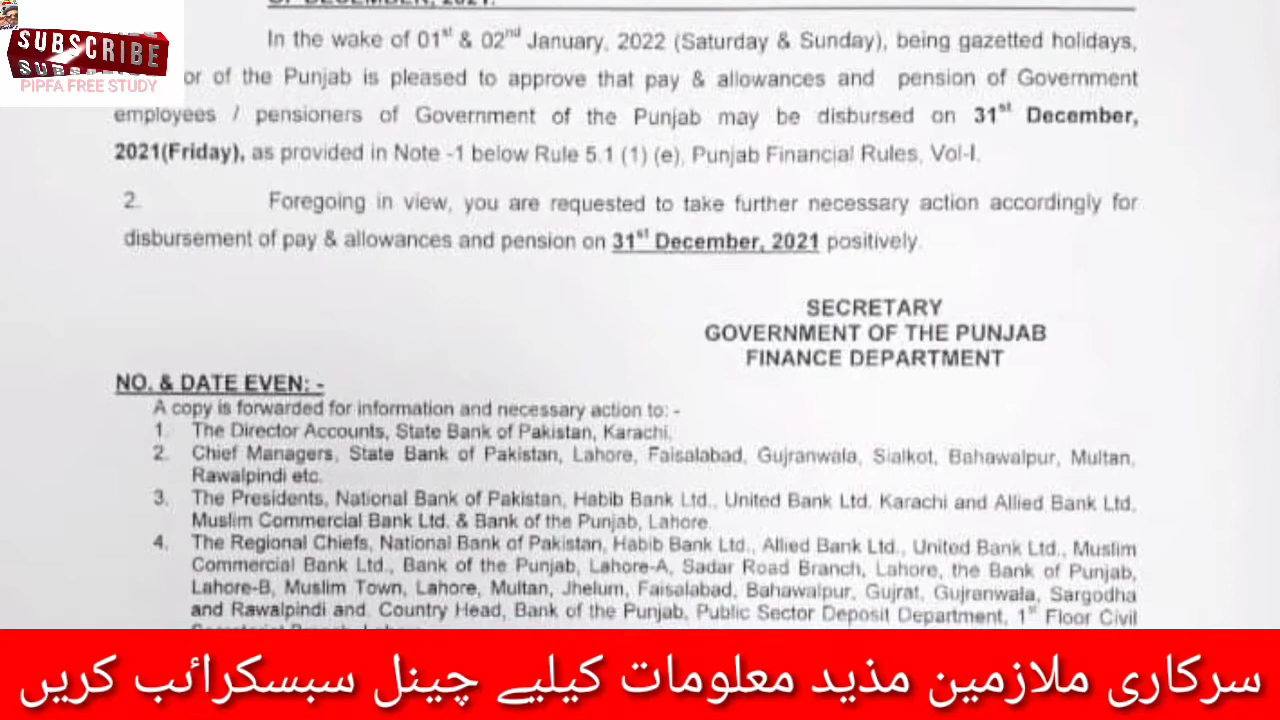 OF DECEMBER, 2021.
In the wake of 01st & 02nd January, 2022 (Saturday & Sunday), being gazetted holidays,
SUBSCRIBE
or of the Punjab is pleased to approve that pay & allowances and pension of Government
PIPFA FREE STUDY
employees / pensioners of Government of the Punjab may be disbursed on 31st December,
2021(Friday), as provided in Note -1 below Rule 5.1 (1) (e), Punjab Financial Rules, Vol-I.
2. Foregoing in view, you are requested to take further necessary action accordingly for
disbursement of pay & allowances and pension on 31st December, 2021 positively.
SECRETARY
GOVERNMENT OF THE PUNJAB
FINANCE DEPARTMENT
NO. & DATE EVEN: -
A copy is forwarded for information and necessary action to: -
1. The Director Accounts, State Bank of Pakistan, Karachi.
2. Chief Managers, State Bank of Pakistan, Lahore, Faisalabad, Gujranwala, Sialkot, Bahawalpur, Multan,
Rawalpindi etc.
3. The Presidents, National Bank of Pakistan, Habib Bank Ltd., United Bank Ltd, Karachi and Allied Bank Ltd,
Muslim Commercial Bank Ltd. & Bank of the Punjab, Lahore.
4. The Regional Chiefs, National Bank of Pakistan, Habib Bank Ltd., Allied Bank Ltd., United Bank Ltd., Muslim
Commercial Bank Ltd., Bank of the Punjab, Lahore-A, Sadar Road Branch, Lahore, the Bank of Punjab,
Lahore-B, Muslim Town, Lahore, Multan, Jhelum, Faisalabad, Bahawalpur, Gujrat, Gujranwala, Sargodha
and Rawalpindi and. Country Head, Bank of the Punjab, Public Sector Deposit Department, 1st Floor Civil
سرکاری ملازمین مذید معلومات کیلیے چینل سبسکرائب کریں